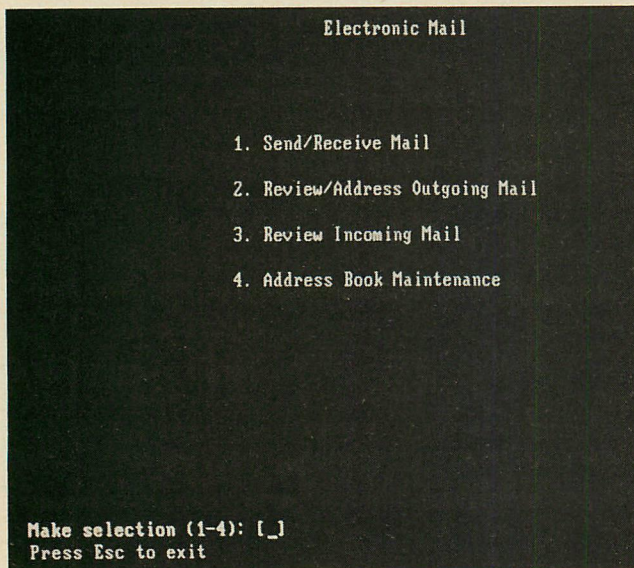 Electronic Mail
1. Send/Receive Mail
2. Review/Address Outgoing Mail
3. Review Incoming Mail
4. Address Book Maintenance
Make selection (1-4): [_]
Press Esc to exit